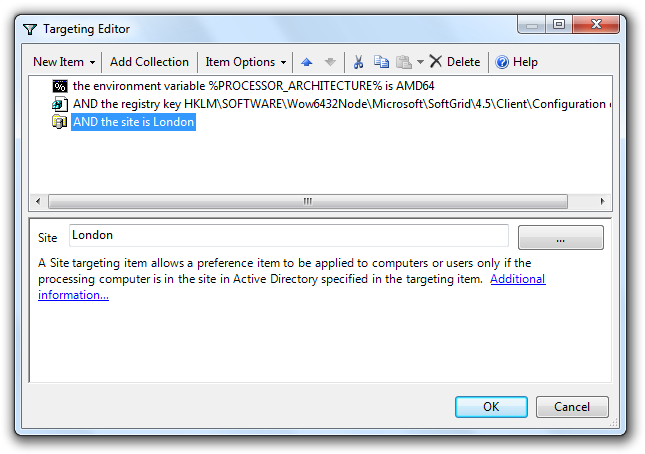 Targeting Editor
New Item Add Collection Item Options Delete Help
the environment variable %PROCESSOR_ARCHITECTURE% is AMD64
AND the registry key HKLM\SOFTWARE\Wow6432Node\Microsoft\SoftGrid\4.5\Client\Configuration
AND the site is London
Site London ...
A Site targeting item allows a preference item to be applied to computers or users only if the
processing computer is in the site in Active Directory specified in the targeting item. Additional
information...
OK Cancel